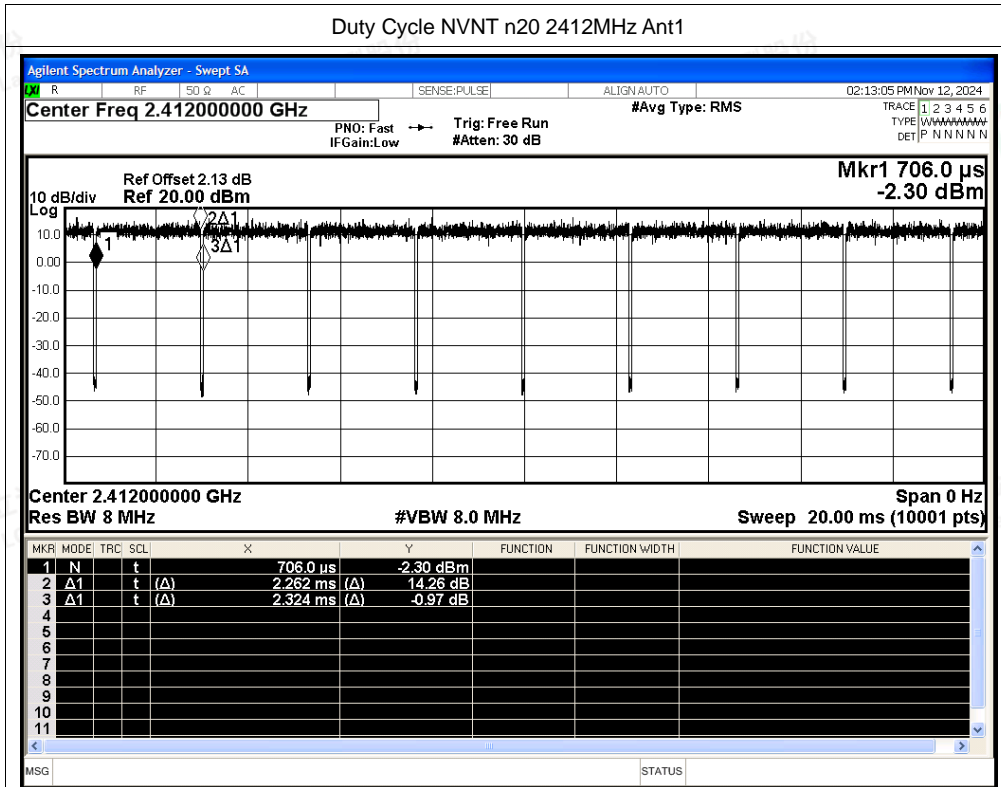 Duty Cycle NVNT n20 2412MHz Ant1
Agilent Spectrum Analyzer - Swept SA
LXI R RF 50 Ω AC SENSE:PULSE ALIGN AUTO 02:13:05 PM Nov 12, 2024
Center Freq 2.412000000 GHz #Avg Type: RMS TRACE 1 2 3 4 5 6
PNO: Fast Trig: Free Run TYPE WWWWWW
IFGain:Low #Atten: 30 dB DET P N N N N N
Mkr1 706.0 µs
Ref Offset 2.13 dB
10 dB/div Ref 20.00 dBm -2.30 dBm
Log
2Δ1
10.0
1 3Δ1
0.00
-10.0
-20.0
-30.0
-40.0
-50.0
-60.0
-70.0
Center 2.412000000 GHz Span 0 Hz
Res BW 8 MHz #VBW 8.0 MHz Sweep 20.00 ms (10001 pts)
MKR MODE TRC SCL X Y FUNCTION FUNCTION WIDTH FUNCTION VALUE
1 N t 706.0 µs -2.30 dBm
2 Δ1 t (Δ) 2.262 ms (Δ) 14.26 dB
3 Δ1 t (Δ) 2.324 ms (Δ) -0.97 dB
4
5
6
7
8
9
10
11
MSG STATUS